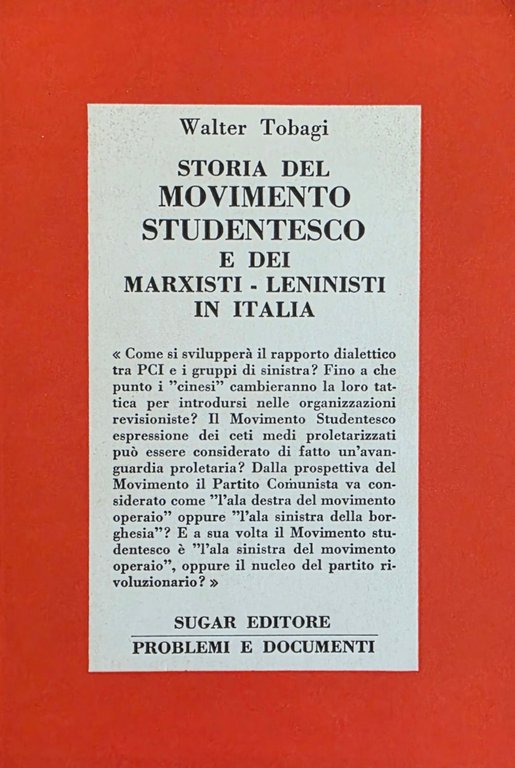 Walter Tobagi
STORIA DEL
MOVIMENTO
STUDENTESCO
E DEI
MARXISTI - LENINISTI
IN ITALIA
« Come si svilupperà il rapporto dialettico
tra PCI e i gruppi di sinistra? Fino a che
punto i ”cinesi” cambieranno la loro tat-
tica per introdursi nelle organizzazioni
revisioniste? Il Movimento Studentesco
espressione dei ceti medi proletarizzati
può essere considerato di fatto un'avan-
guardia proletaria? Dalla prospettiva del
Movimento il Partito Comunista va con-
siderato come ”l'ala destra del movimento
operaio” oppure ”l'ala sinistra della bor-
ghesia”? E a sua volta il Movimento stu-
dentesco è ”l'ala sinistra del movimento
operaio”, oppure il nucleo del partito ri-
voluzionario? »
SUGAR EDITORE
PROBLEMI E DOCUMENTI